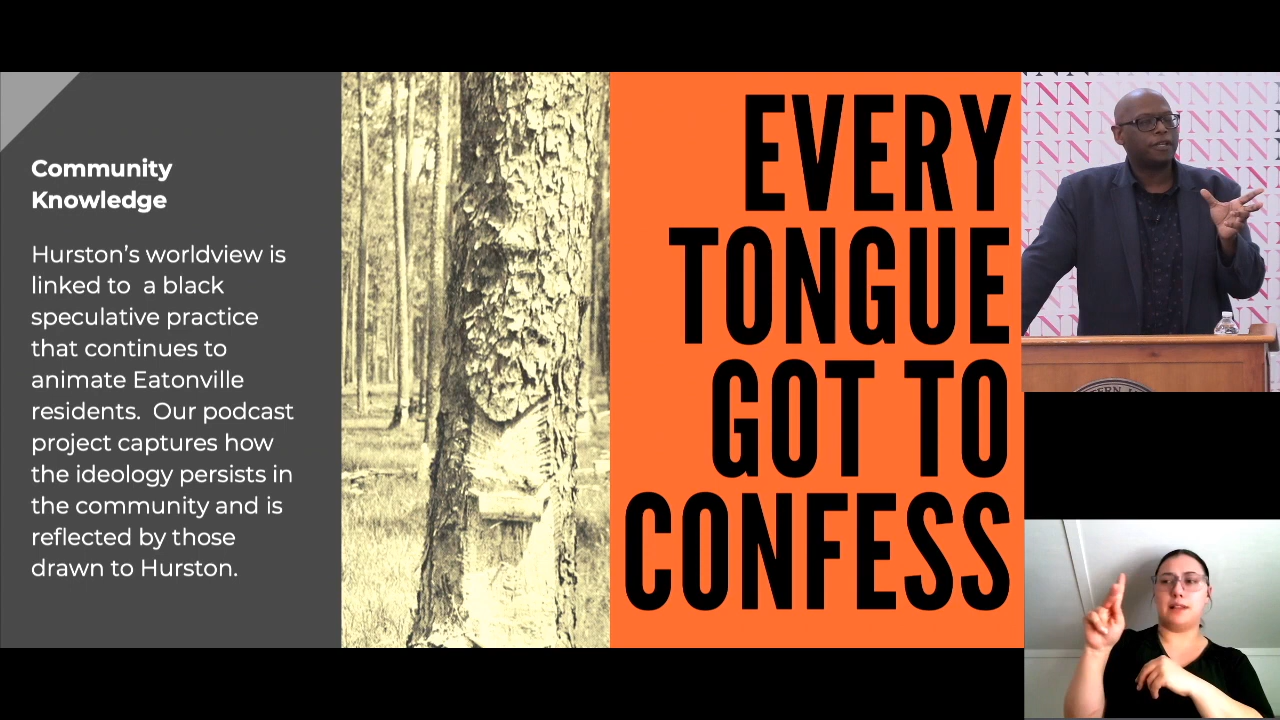 Community
Knowledge
Hurston’s worldview is
linked to  a black
speculative practice
that continues to
animate Eatonville
residents.  Our podcast
project captures how
the ideology persists in
the community and is
reflected by those
drawn to Hurston.
EVERY
TONGUE
GOT TO
CONFESS